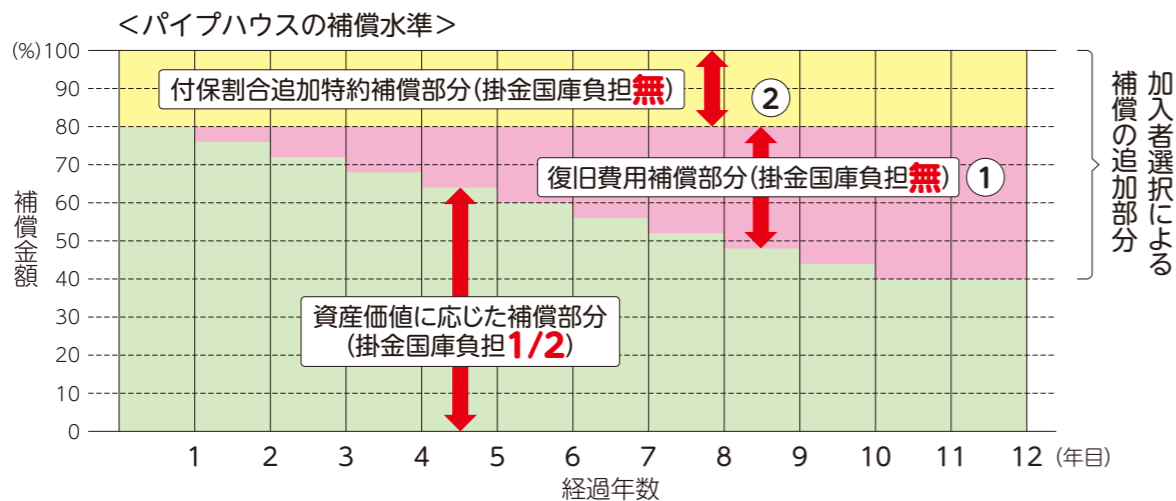 ＜パイプハウスの補償水準＞
(%)
100
90
80
70
60
50
40
30
20
10
0
補償金額
付保割合追加特約補償部分(掛金国庫負担無)
②
復旧費用補償部分(掛金国庫負担無)
①
資産価値に応じた補償部分
(掛金国庫負担1/2)
加入者選択による
補償の追加部分
1 2 3 4 5 6 7 8 9 10 11 12 (年目)
経過年数